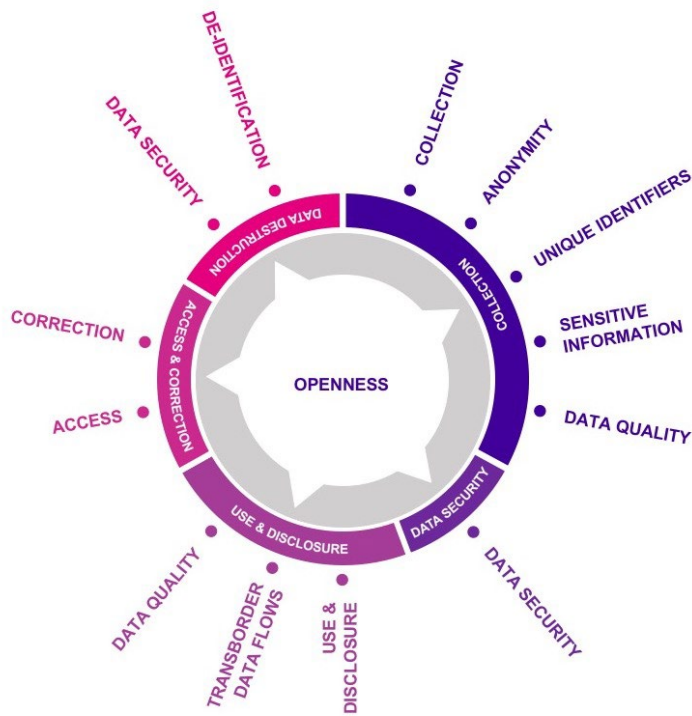 DE-IDENTIFICATION
DATA SECURITY
COLLECTION
ANONYMITY
UNIQUE IDENTIFIERS
SENSITIVE
INFORMATION
DATA QUALITY
DATA SECURITY
USE &
DISCLOSURE
TRANSBORDER
DATA FLOWS
DATA QUALITY
ACCESS
CORRECTION
DATA DESTRUCTION
COLLECTION
DATA SECURITY
USE & DISCLOSURE
ACCESS & CORRECTION
OPENNESS